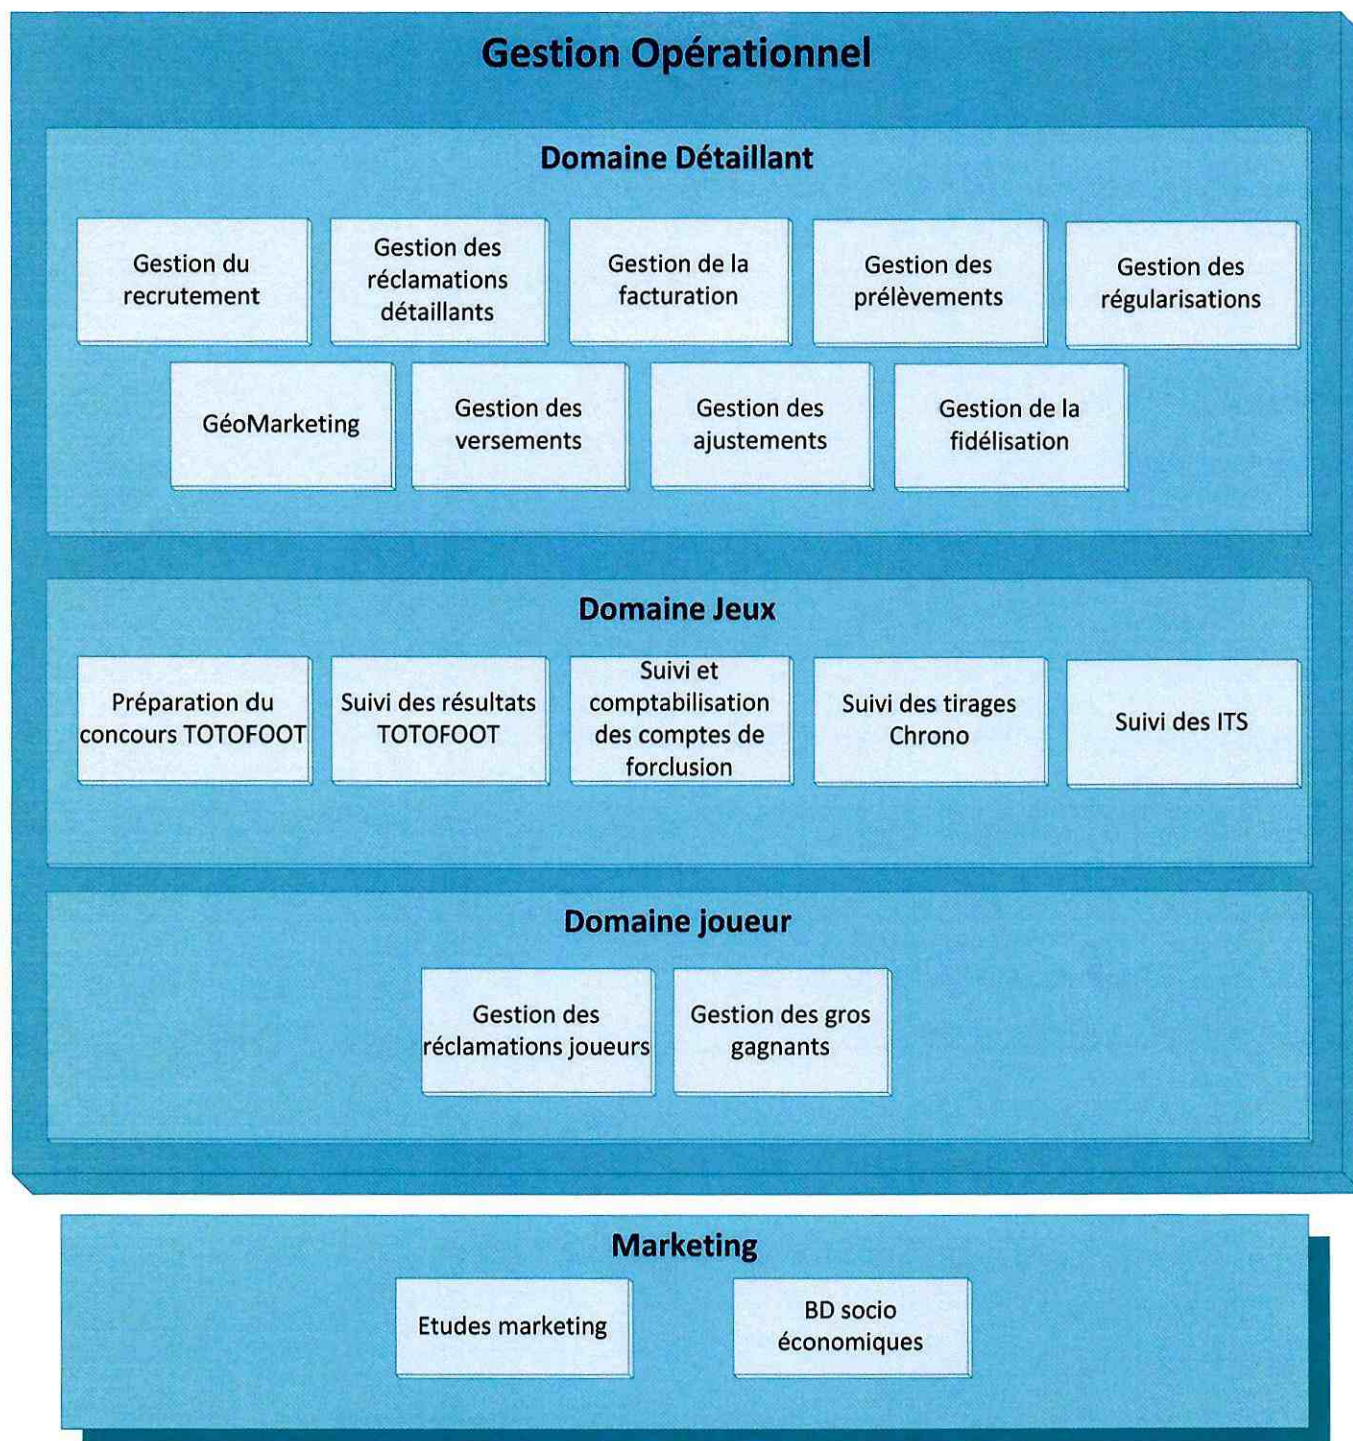 Gestion Opérationnel
Domaine Détaillant
Gestion du
recrutement
Gestion des
réclamations
détaillants
Gestion de la
facturation
Gestion des
prélèvements
Gestion des
régularisations
GéoMarketing
Gestion des
versements
Gestion des
ajustements
Gestion de la
fidélisation
Domaine Jeux
Préparation du
concours TOTOFOOT
Suivi des résultats
TOTOFOOT
Suivi et
comptabilisation
des comptes de
forclusion
Suivi des tirages
Chrono
Suivi des ITS
Domaine joueur
Gestion des
réclamations joueurs
Gestion des gros
gagnants
Marketing
Etudes marketing
BD socio
économiques